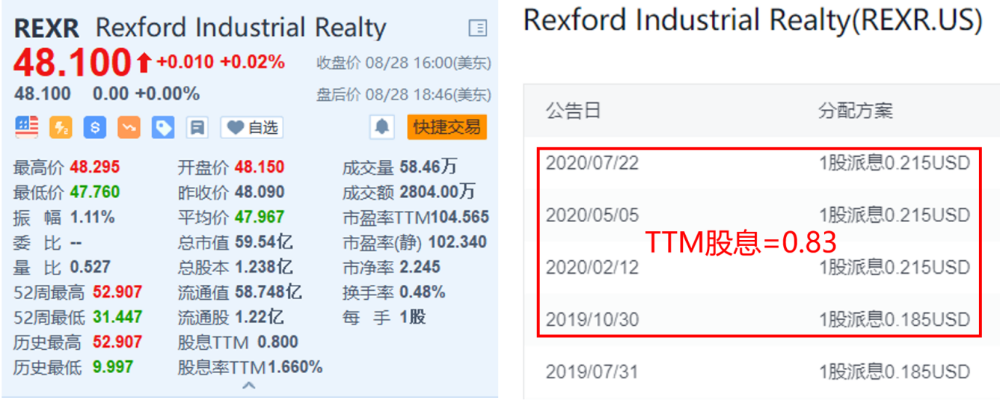 REXR Rexford Industrial Realty
48.100 +0.010 +0.02% 收盘价 08/28 16:00(美东)
48.100 0.00 +0.00% 盘后价 08/28 18:46(美东)
自选 快捷交易
最高价 48.295 开盘价 48.150 成交量 58.46万
最低价 47.760 昨收价 48.090 成交额 2804.00万
振 幅 1.11% 平均价 47.967 市盈率TTM104.565
委 比 -- 总市值 59.54亿 市盈率(静) 102.340
量 比 0.527 总股本 1.238亿 市净率 2.245
52周最高 52.907 流通值 58.748亿 换手率 0.48%
52周最低 31.447 流通股 1.22亿 每 手 1股
历史最高 52.907 股息TTM 0.800
历史最低 9.997 股息率TTM1.660%
Rexford Industrial Realty(REXR.US)
公告日 分配方案
2020/07/22 1股派息0.215USD
2020/05/05 1股派息0.215USD
TTM股息=0.83
2020/02/12 1股派息0.215USD
2019/10/30 1股派息0.185USD
2019/07/31 1股派息0.185USD